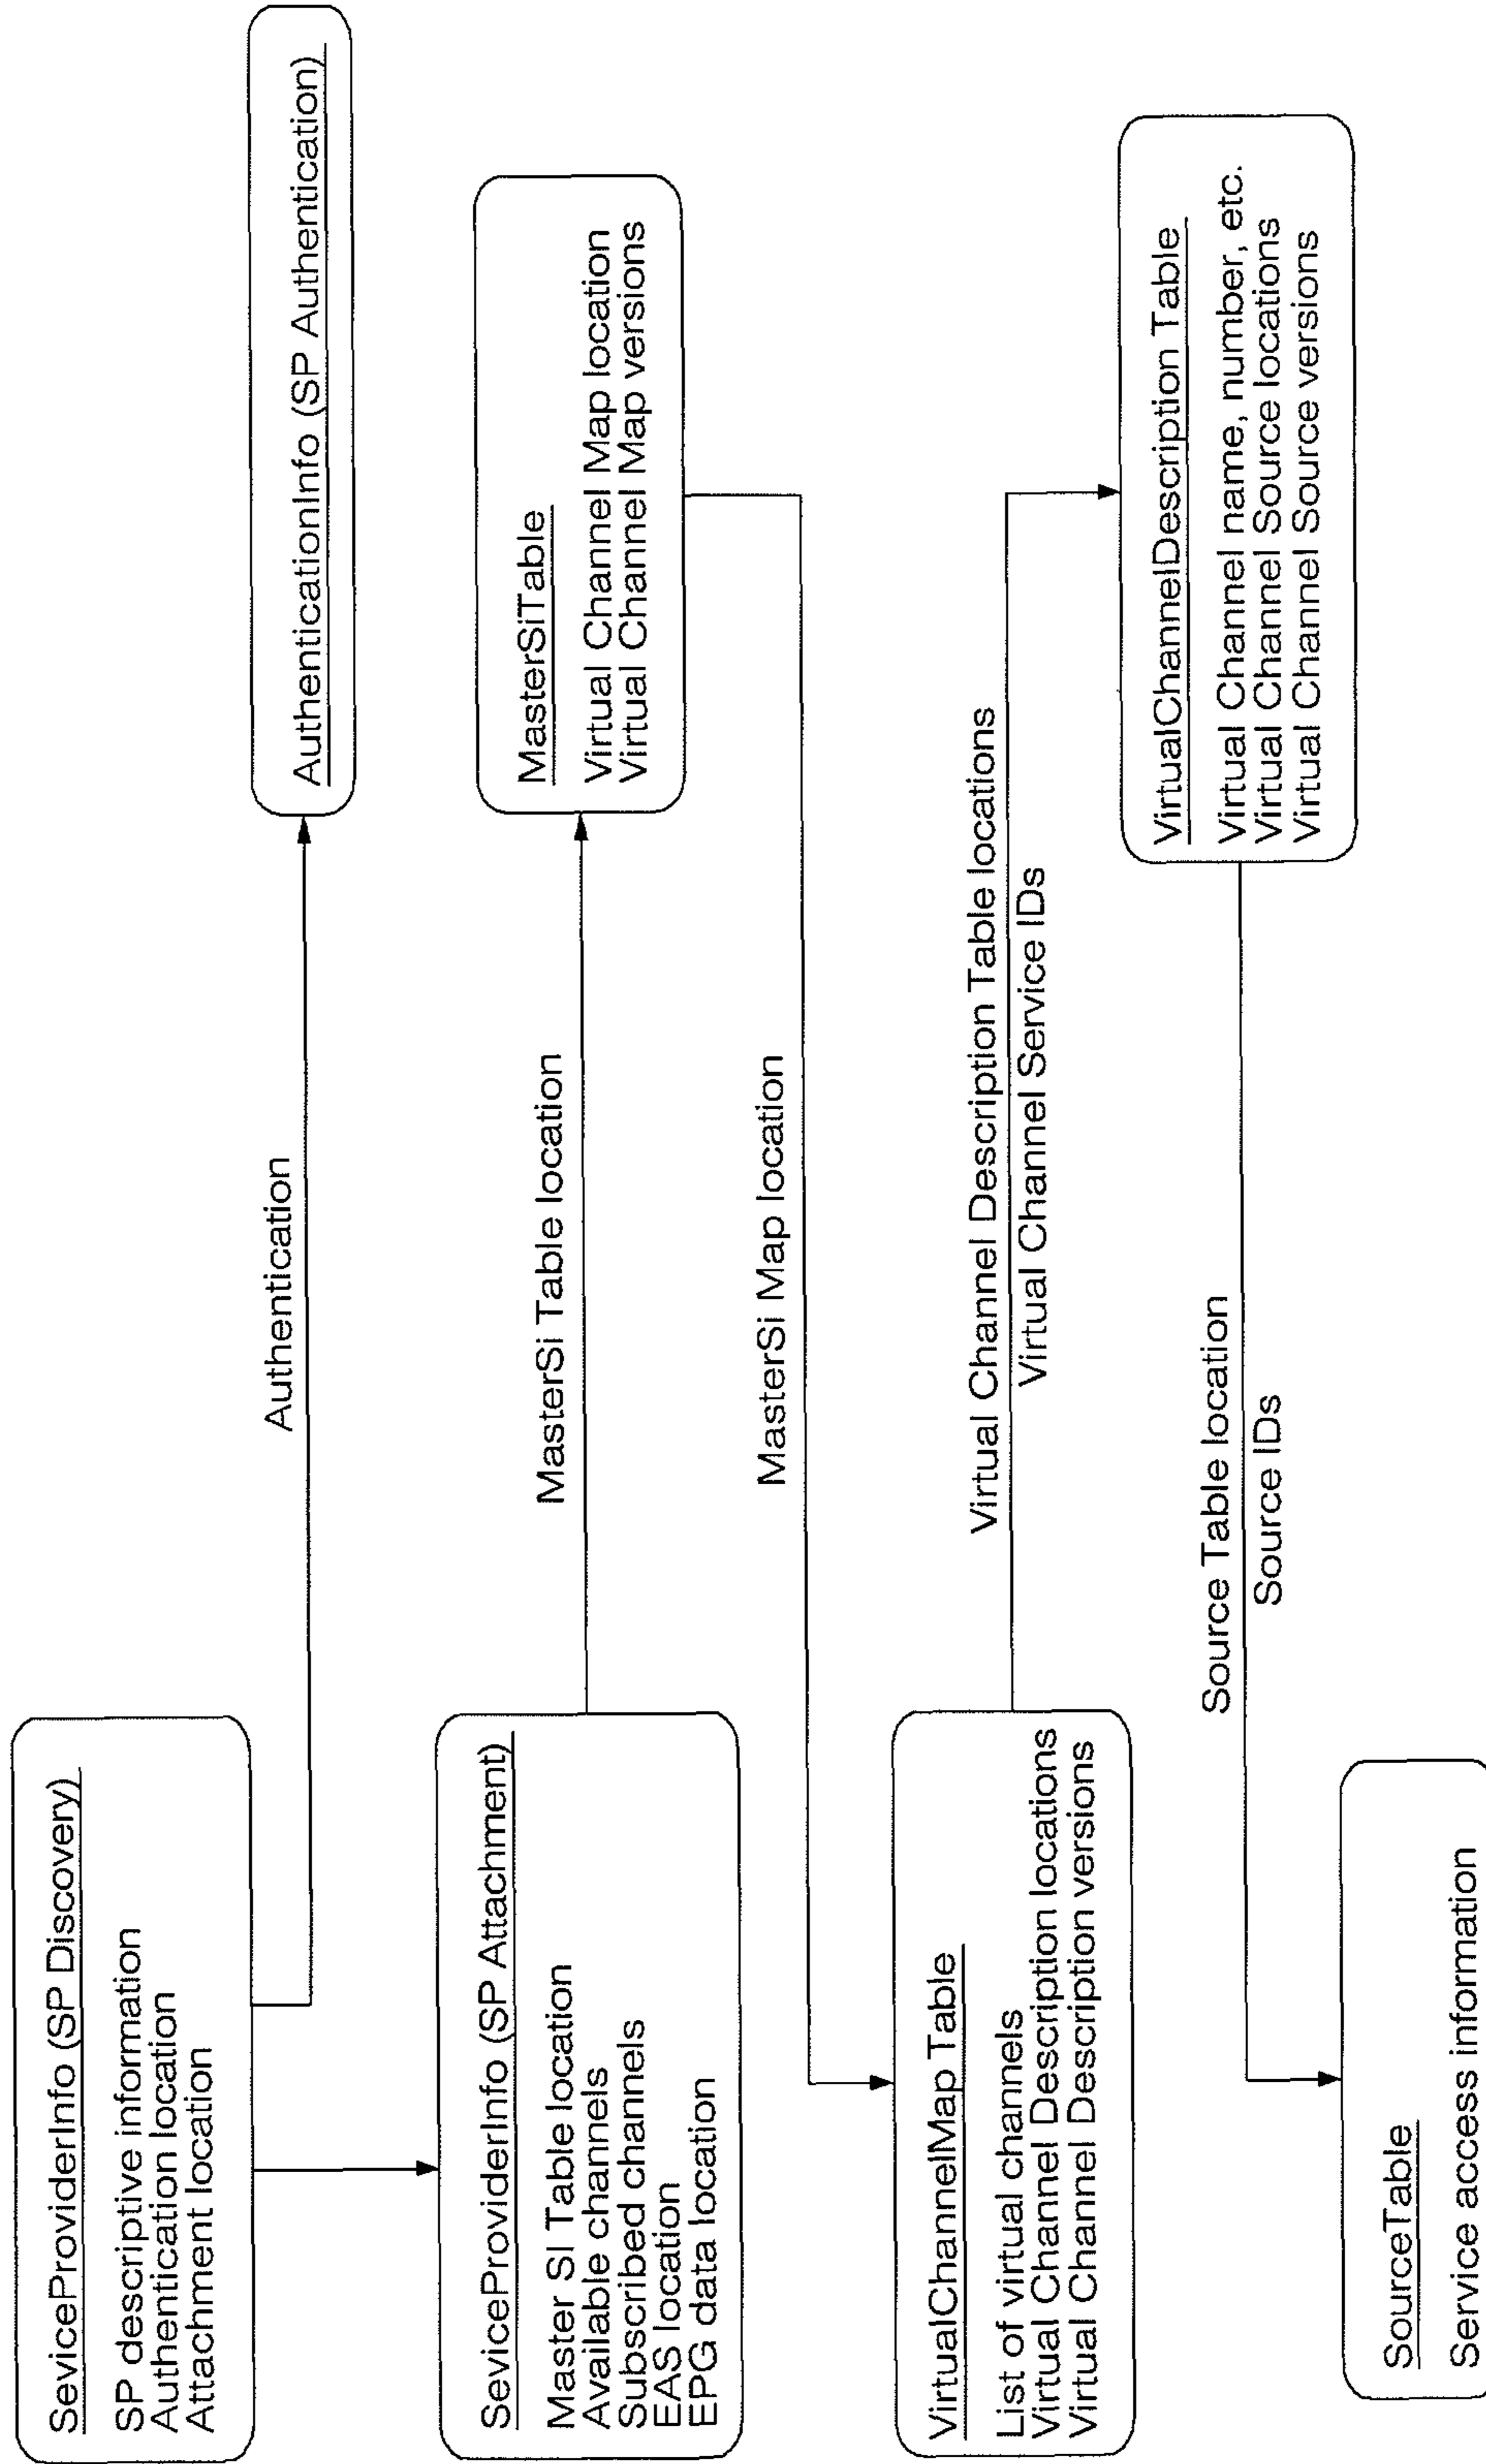 SeviceProviderInfo (SP Discovery)
SP descriptive information
Authentication location
Attachment location
Authentication
AuthenticationInfo (SP Authentication)
SeviceProviderInfo (SP Attachment)
Master SI Table location
Available channels
Subscribed channels
EAS location
EPG data location
MasterSi Table location
MasterSiTable
Virtual Channel Map location
Virtual Channel Map versions
MasterSi Map location
VirtualChannelMap Table
List of virtual channels
Virtual Channel Description locations
Virtual Channel Description versions
Virtual Channel Description Table locations
Virtual Channel Service IDs
VirtualChannelDescription Table
Virtual Channel name, number, etc.
Virtual Channel Source locations
Virtual Channel Source versions
Source Table location
Source IDs
SourceTable
Service access information